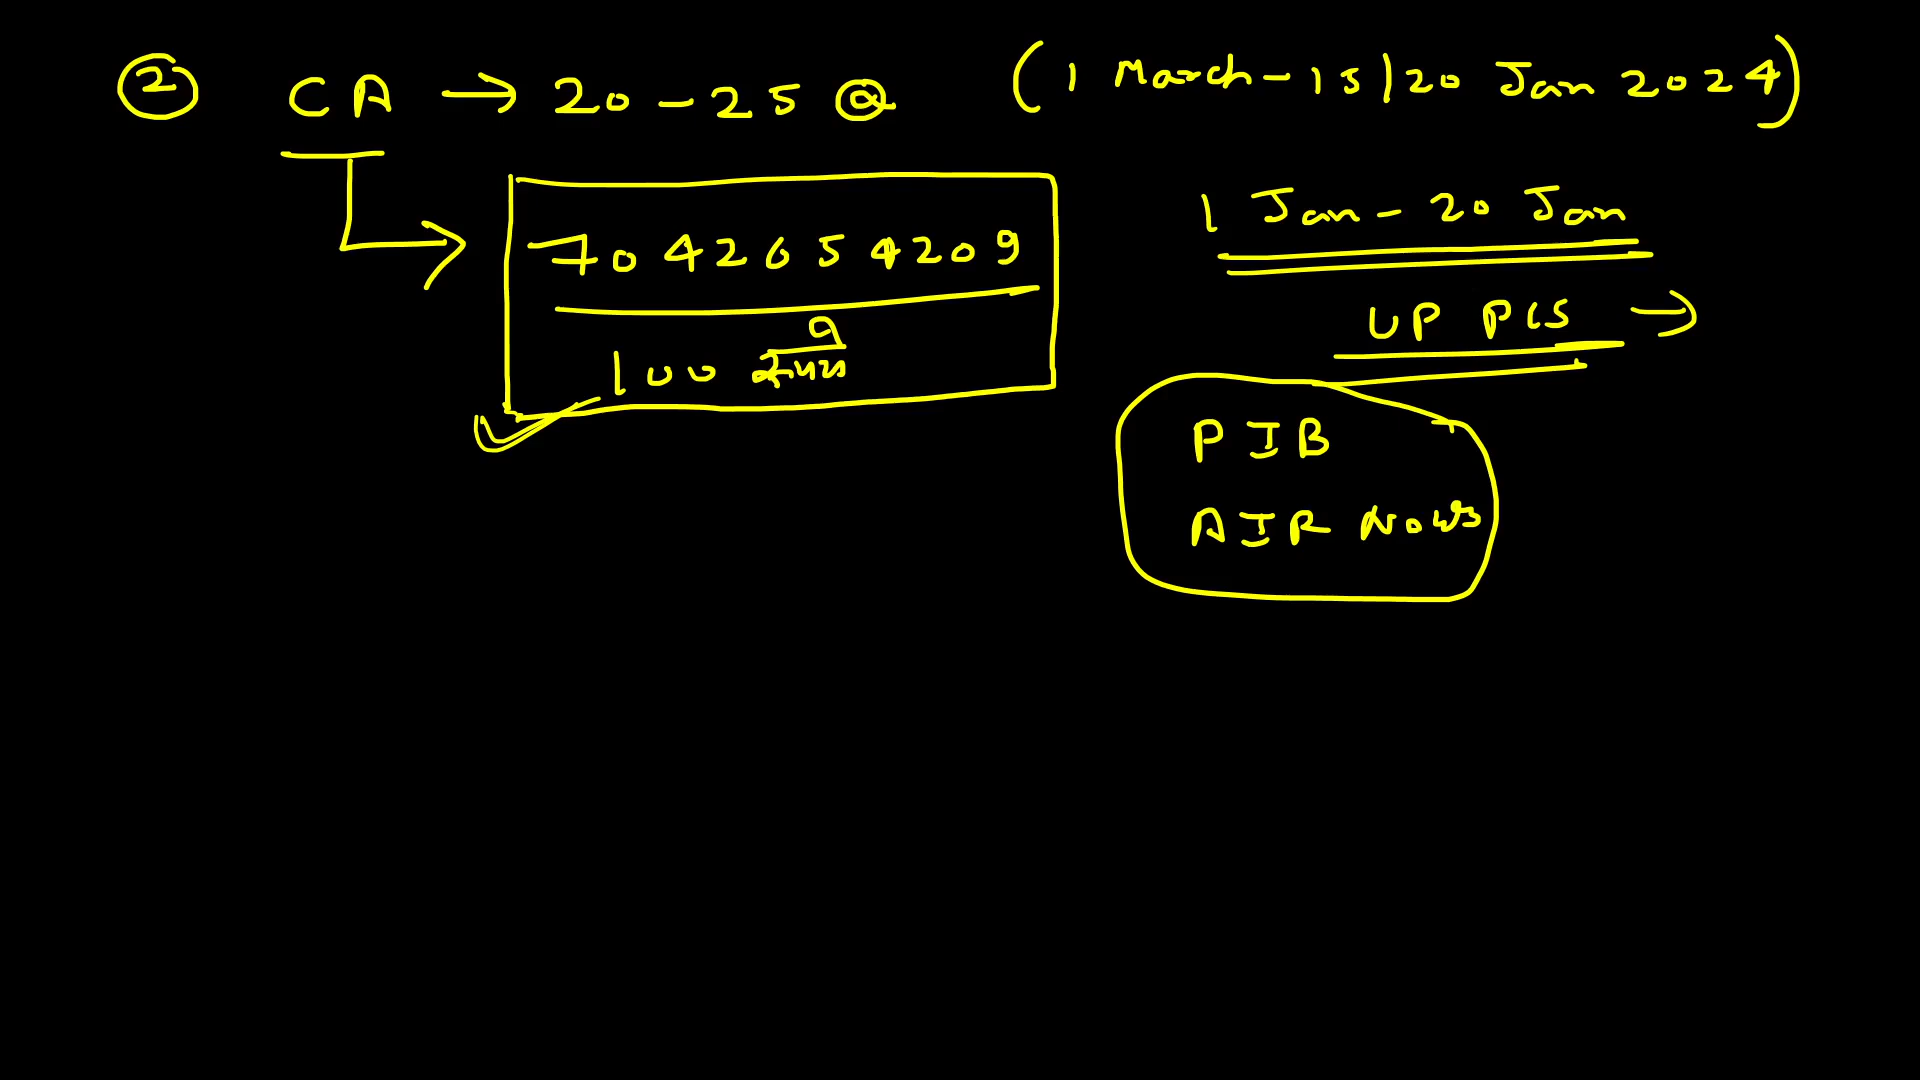 ② CA → 20 - 25 Q (1 March - 15 | 20 Jan 2024)
7042654209
100
1 Jan - 20 Jan
UP PCS →
PIB
AIR News